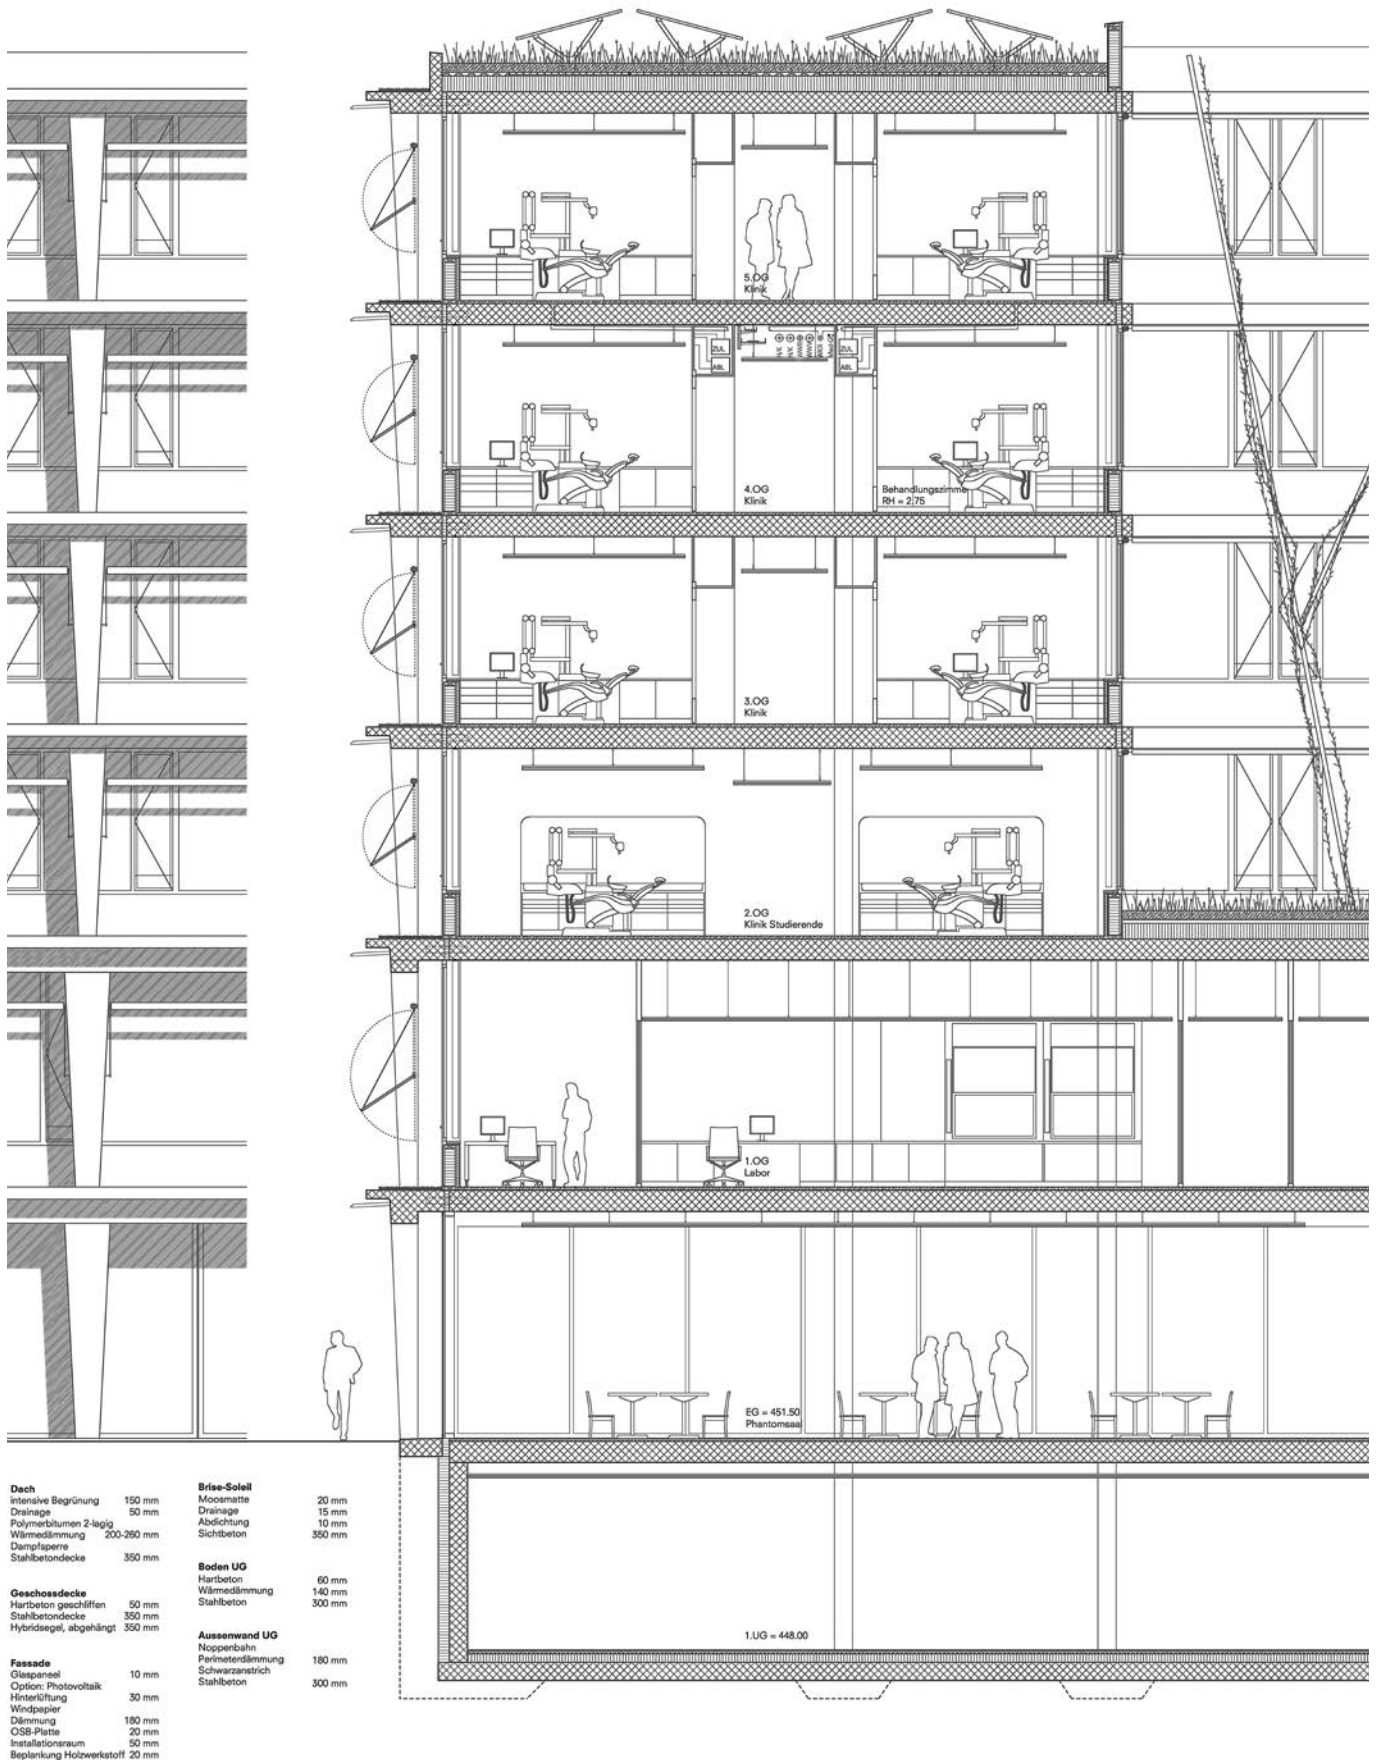 5.OG
Klinik
ZUL
ABL
ZUL
ABL
4.OG
Klinik
Behandlungszimme
RH = 2.75
3.OG
Klinik
2.OG
Klinik Studierende
1.OG
Labor
EG = 451.50
Phantomsaal
1.UG = 448.00
Dach
intensive Begrünung 150 mm
Drainage 50 mm
Polymerbitumen 2-lagig
Wärmedämmung 200-260 mm
Dampfsperre
Stahlbetondecke 350 mm
Geschossdecke
Hartbeton geschliffen 50 mm
Stahlbetondecke 350 mm
Hybridsegel, abgehängt 350 mm
Fassade
Glaspaneel 10 mm
Option: Photovoltaik
Hinterlüftung 30 mm
Windpapier
Dämmung 180 mm
OSB-Platte 20 mm
Installationsraum 50 mm
Beplankung Holzwerkstoff 20 mm
Brise-Soleil
Moosmatte 20 mm
Drainage 15 mm
Abdichtung 10 mm
Sichtbeton 350 mm
Boden UG
Hartbeton 60 mm
Wärmedämmung 140 mm
Stahlbeton 300 mm
Aussenwand UG
Noppenbahn
Perimeterdämmung 180 mm
Schwarzanstrich
Stahlbeton 300 mm